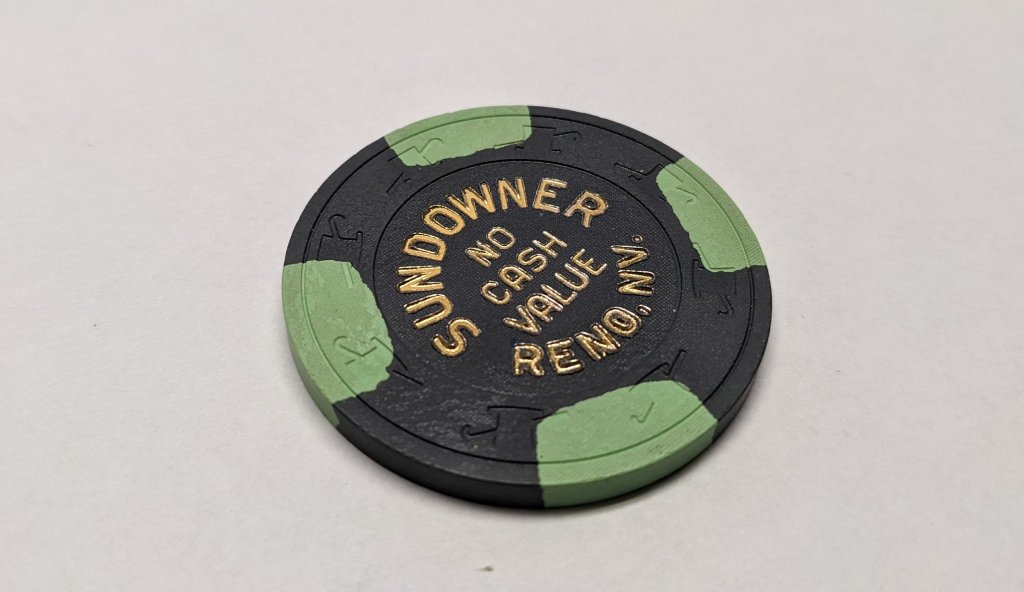 SUNDOWNER
NO
CASH
VALUE
RENO, NV.